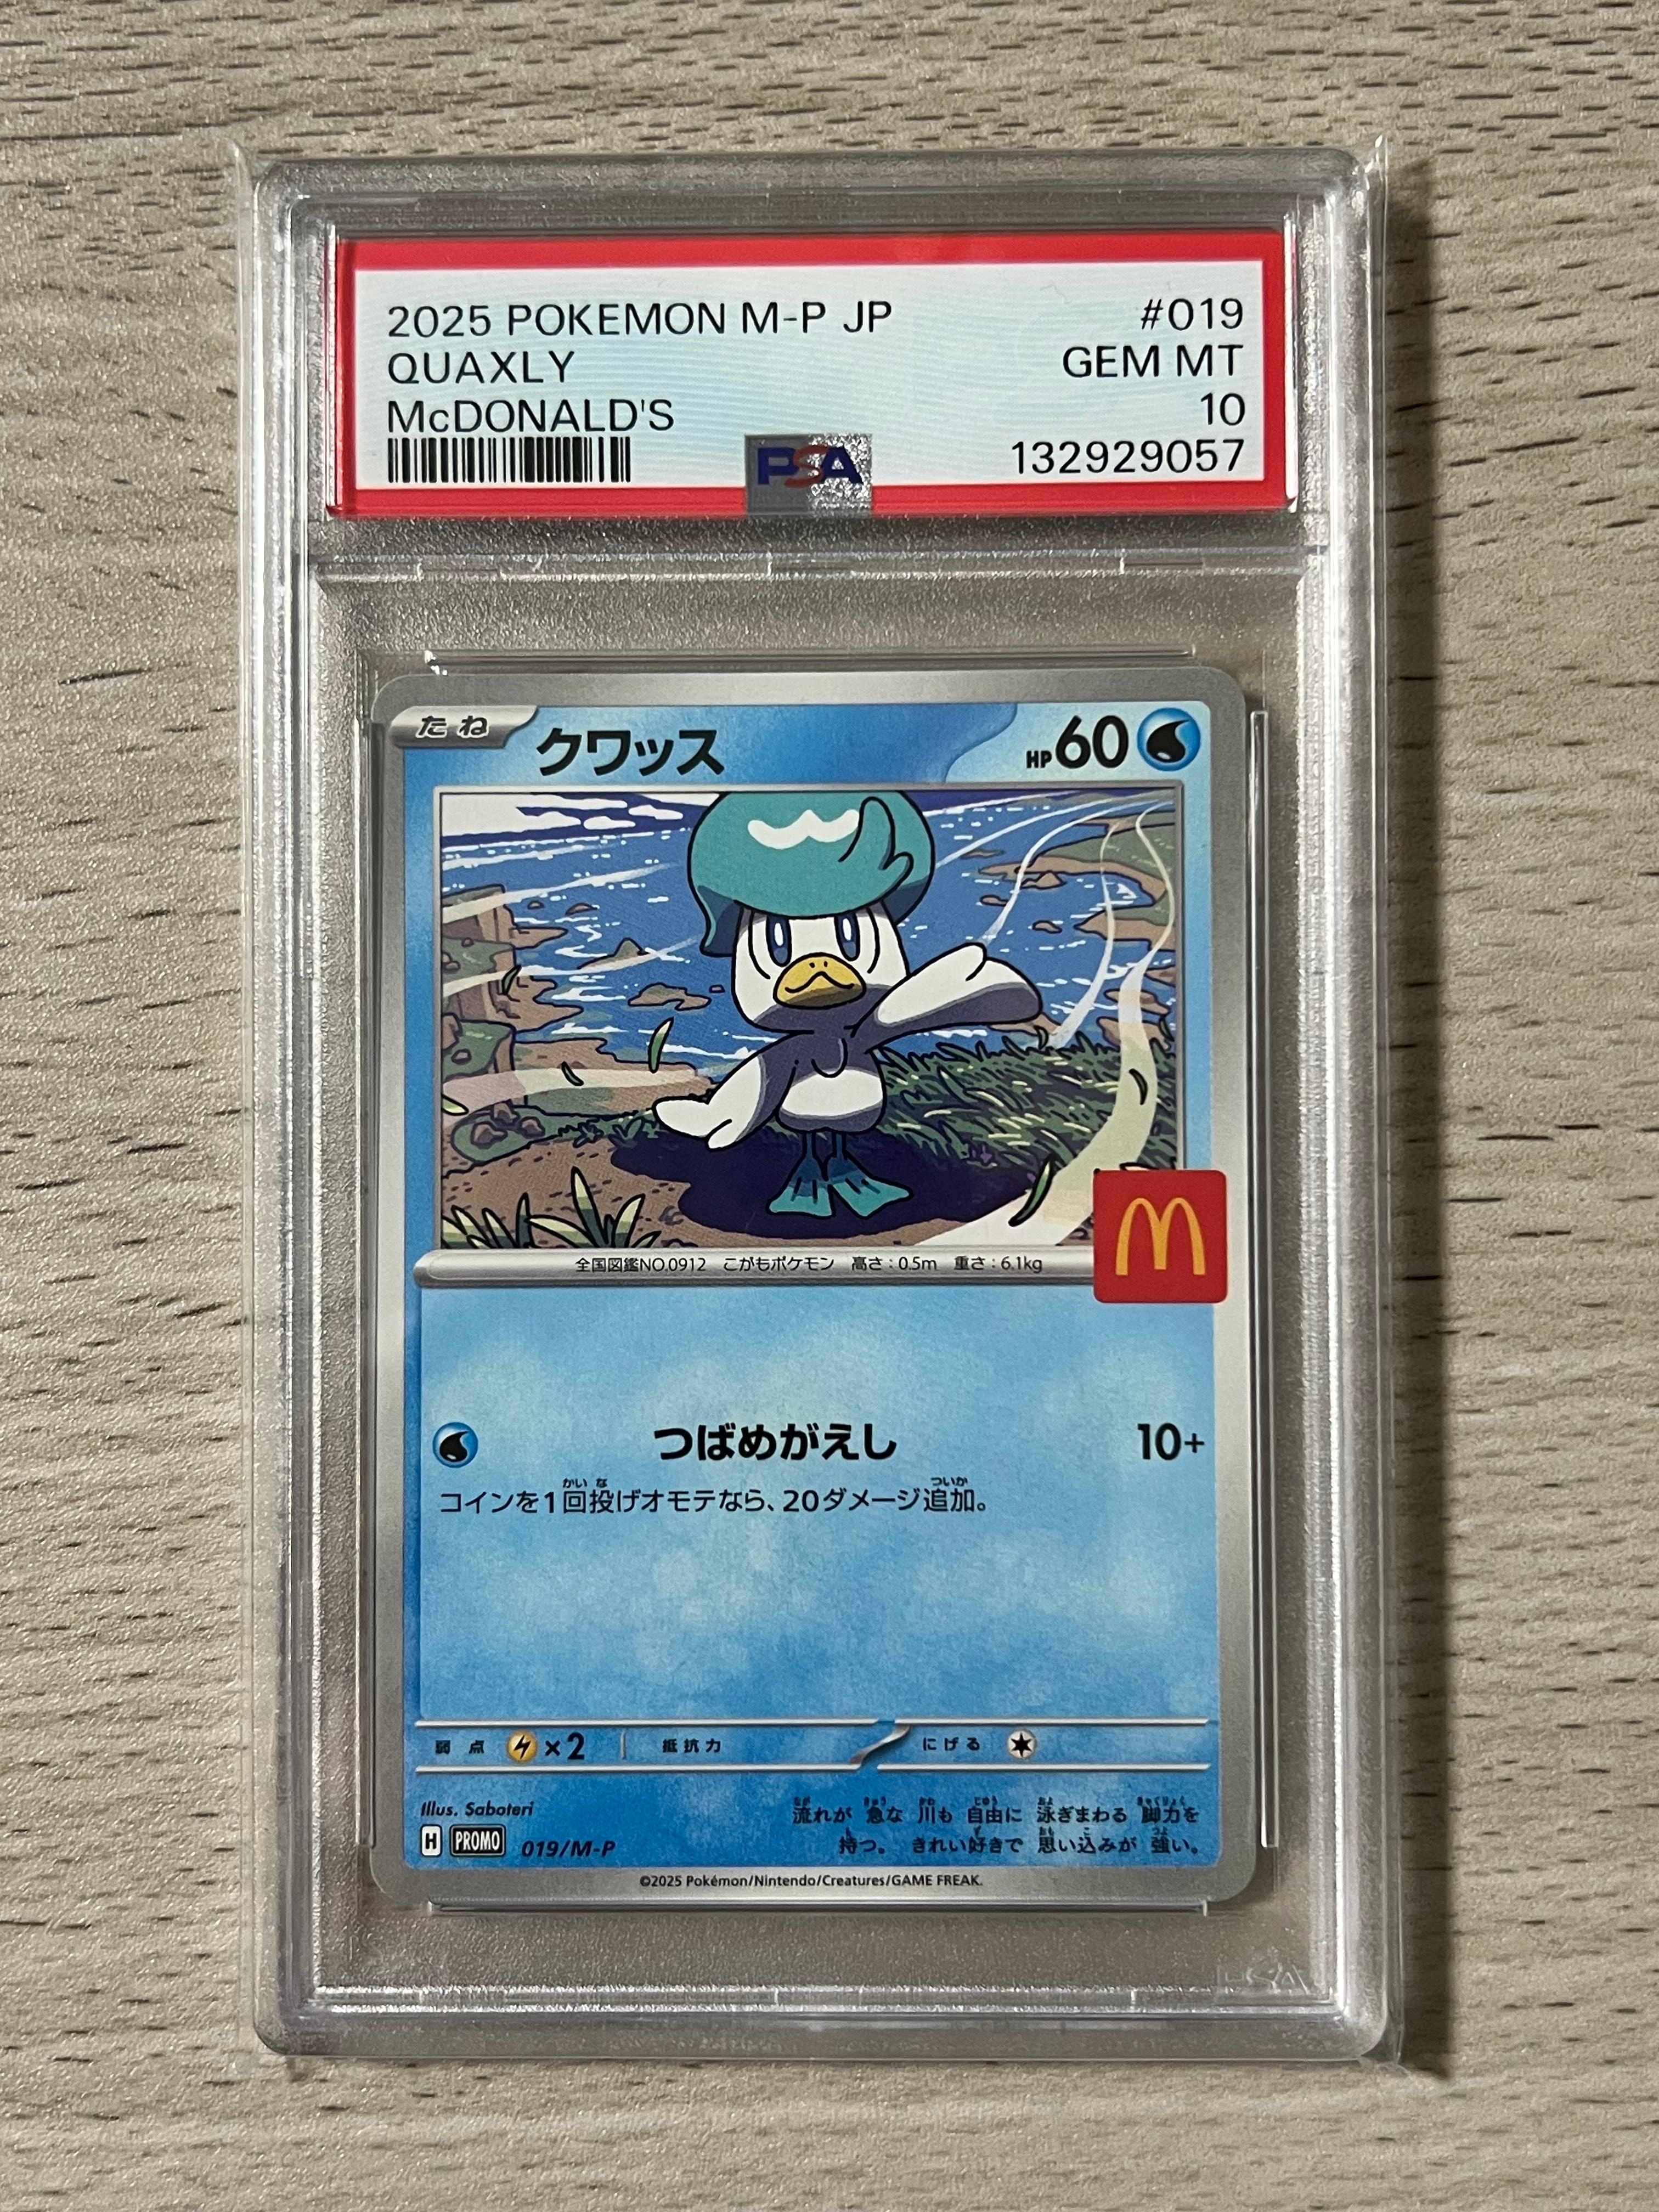 2025 POKEMON M-P JP #019
QUAXLY GEM MT
McDONALD'S 10
PSA 132929057
たね クワッス HP60
M
全国図鑑NO.0912 こがもポケモン 高さ:0.5m 重さ:6.1kg
つばめがえし 10+
コインを1回投げオモテなら、20ダメージ追加。
弱点 ×2 抵抗力 にげる
Illus. Saboteri
流れが 急な 川も 自由に 泳ぎまわる 脚力を
持つ。 きれい好きで 思い込みが 強い。
H PROMO 019/M-P
©2025 Pokémon/Nintendo/Creatures/GAME FREAK.
PSA